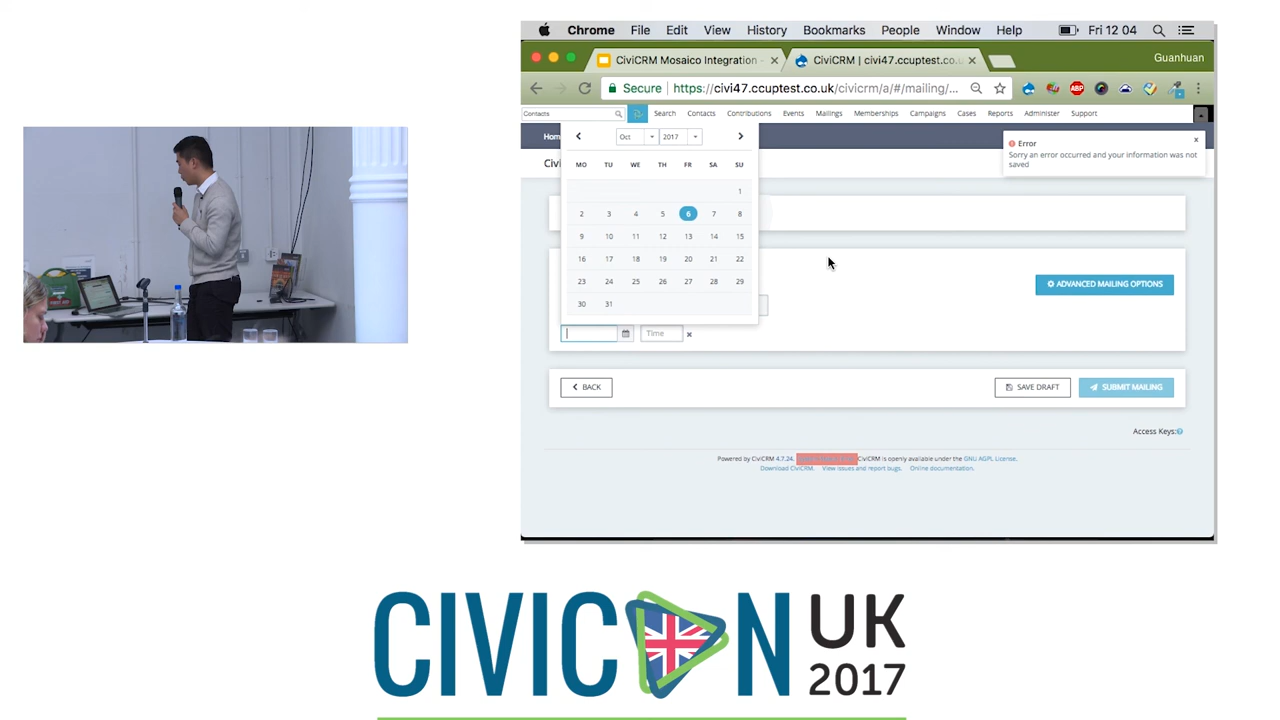 Chrome File Edit View History Bookmarks People Window Help Fri 12 04
CiviCRM Mosaico Integration - × CiviCRM | civi47.ccuptest.co.u × Guanhuan
Secure https://civi47.ccuptest.co.uk/civicrm/a/#/mailing/... ABP
Contacts Search Contacts Contributions Events Mailings Memberships Campaigns Cases Reports Administer Support
Hom
Oct 2017
Error x
Sorry an error occurred and your information was not
saved
Civi
MO TU WE TH FR SA SU
1
2 3 4 5 6 7 8
9 10 11 12 13 14 15
16 17 18 19 20 21 22
23 24 25 26 27 28 29
30 31
ADVANCED MAILING OPTIONS
Time ×
BACK SAVE DRAFT SUBMIT MAILING
Access Keys:
Powered by CiviCRM 4.7.24. CiviCRM is openly available under the GNU AGPL License.
Download CiviCRM. View issues and report bugs. Online documentation.
CIVICON UK
2017